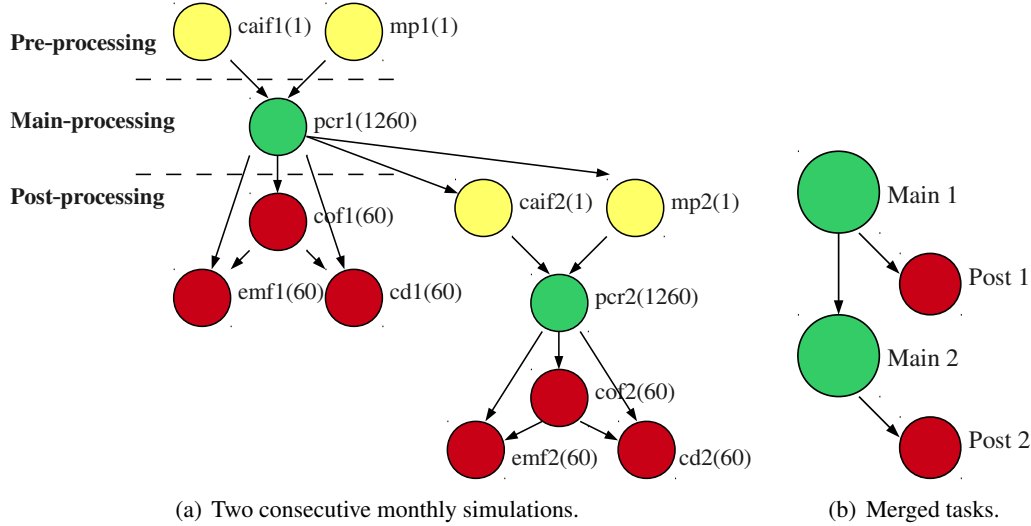 caif1(1)
mp1(1)
Pre-processing
Main-processing
pcr1(1260)
Post-processing
cof1(60)
caif2(1)
mp2(1)
emf1(60)
cd1(60)
pcr2(1260)
cof2(60)
emf2(60)
cd2(60)
Main 1
Post 1
Main 2
Post 2
(a) Two consecutive monthly simulations.
(b) Merged tasks.